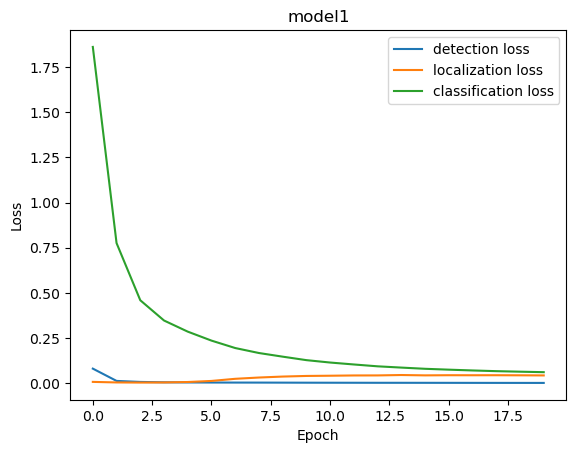 model1
detection loss
localization loss
classification loss
1.75
1.50
1.25
1.00
0.75
0.50
0.25
0.00
Loss
0.0 2.5 5.0 7.5 10.0 12.5 15.0 17.5
Epoch